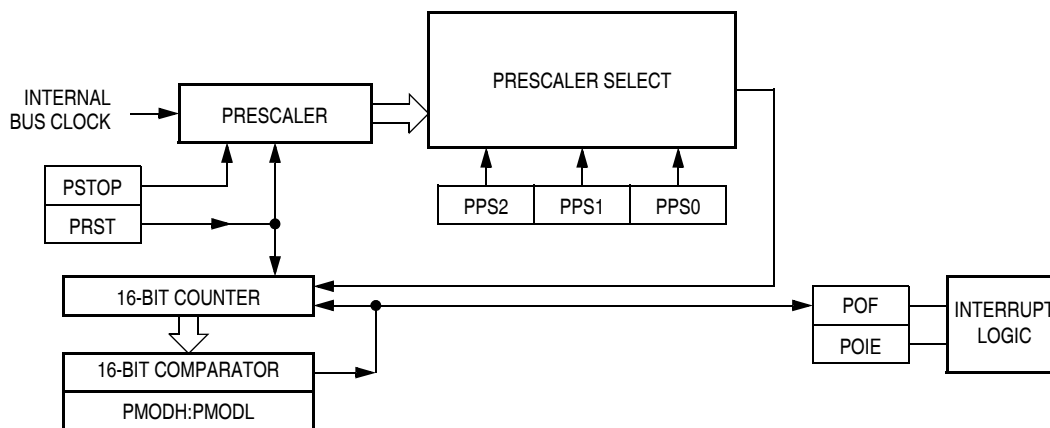 PRESCALER SELECT
INTERNAL
BUS CLOCK
PRESCALER
PSTOP
PRST
PPS2
PPS1
PPS0
16-BIT COUNTER
POF
POIE
INTERRUPT
LOGIC
16-BIT COMPARATOR
PMODH:PMODL